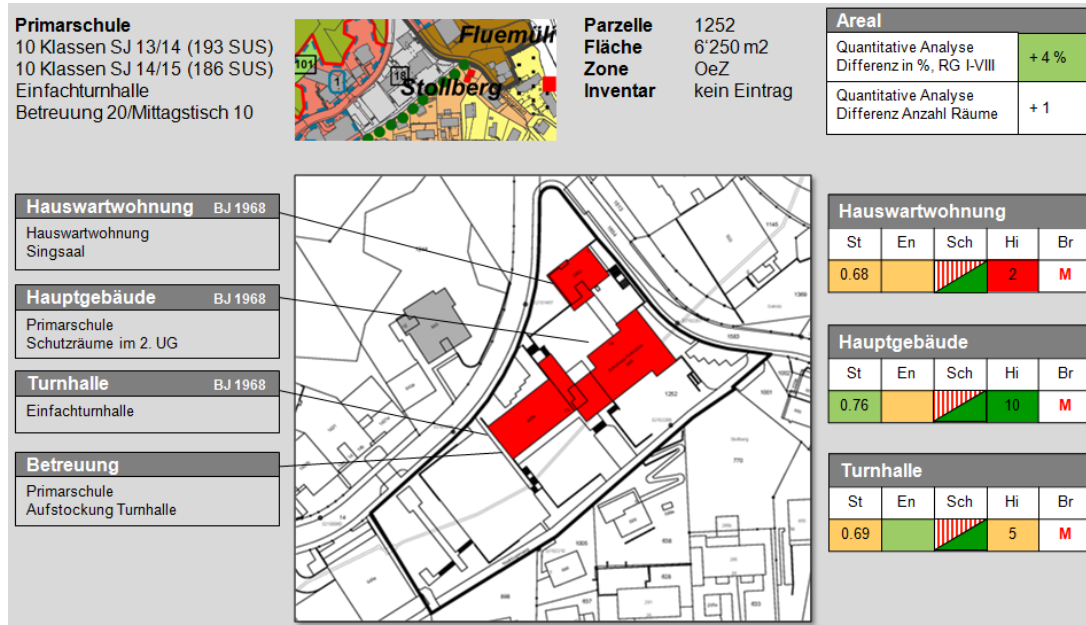 Primarschule
10 Klassen SJ 13/14 (193 SUS)
10 Klassen SJ 14/15 (186 SUS)
Einfachturnhalle
Betreuung 20/Mittagstisch 10
Fluemüli
101
1
18
Stollberg
Parzelle 1252
Fläche 6'250 m2
Zone OeZ
Inventar kein Eintrag
Areal
Quantitative Analyse
Differenz in %, RG I-VIII
+ 4 %
Quantitative Analyse
Differenz Anzahl Räume
+ 1
Hauswartwohnung BJ 1968
Hauswartwohnung
Singsaal
Hauptgebäude BJ 1968
Primarschule
Schutzräume im 2. UG
Turnhalle BJ 1968
Einfachturnhalle
Betreuung
Primarschule
Aufstockung Turnhalle
1252
770
Hauswartwohnung
St En Sch Hi Br
0.68 2 M
Hauptgebäude
St En Sch Hi Br
0.76 10 M
Turnhalle
St En Sch Hi Br
0.69 5 M